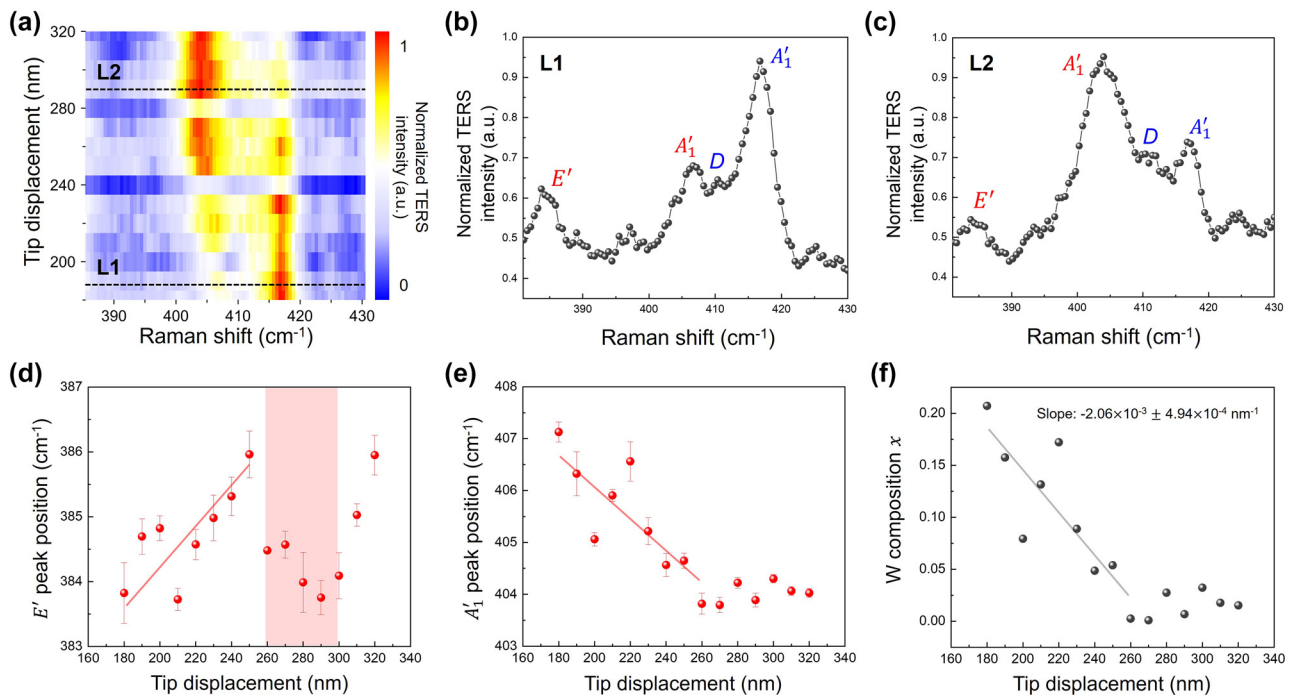 (a)
320
300
280
260
240
220
200
L2
L1
Tip displacement (nm)
390 400 410 420 430
Raman shift (cm⁻¹)
1
0
Normalized TERS
intensity (a.u.)
(b)
L1
1.0
0.9
0.8
0.7
0.6
0.5
0.4
E′
A′₁
D
A′₁
Normalized TERS
intensity (a.u.)
390 400 410 420 430
Raman shift (cm⁻¹)
(c)
L2
1.0
0.9
0.8
0.7
0.6
0.5
0.4
E′
A′₁
D
A′₁
Normalized TERS
intensity (a.u.)
390 400 410 420 430
Raman shift (cm⁻¹)
(d)
387
386
385
384
383
E′ peak position (cm⁻¹)
160 180 200 220 240 260 280 300 320 340
Tip displacement (nm)
(e)
408
407
406
405
404
403
A′₁ peak position (cm⁻¹)
160 180 200 220 240 260 280 300 320 340
Tip displacement (nm)
(f)
0.20
0.15
0.10
0.05
0.00
W composition x
Slope: -2.06×10⁻³ ± 4.94×10⁻⁴ nm⁻¹
160 180 200 220 240 260 280 300 320 340
Tip displacement (nm)